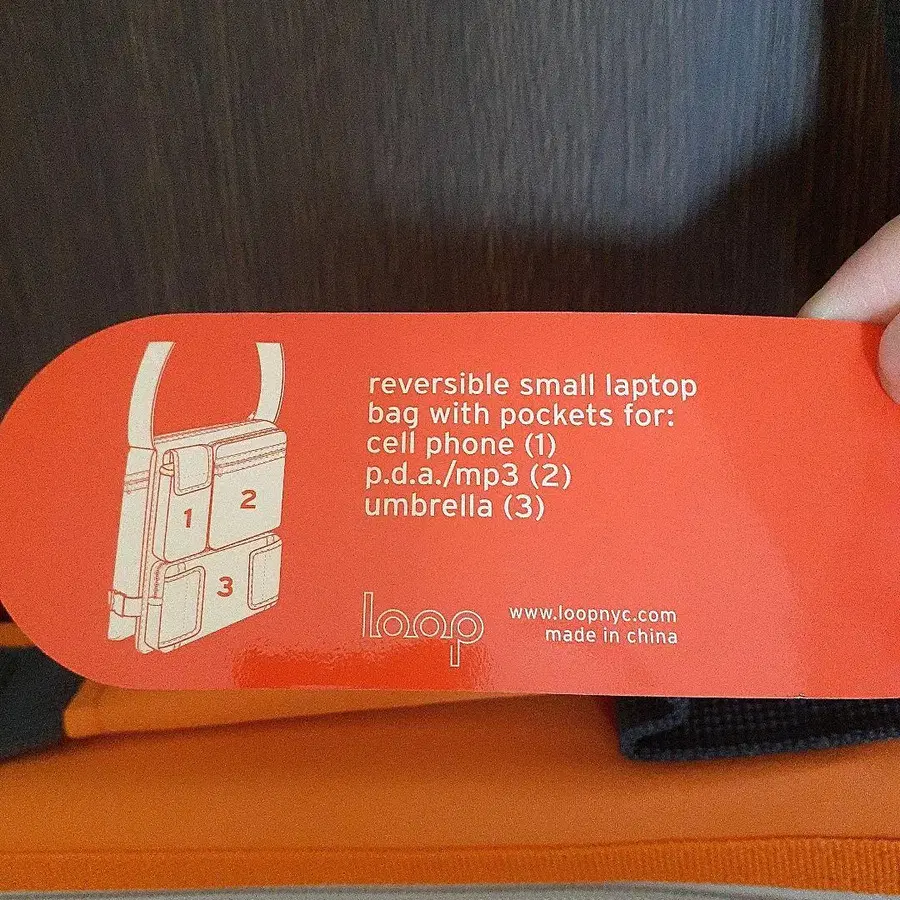 reversible small laptop
bag with pockets for:
cell phone (1)
p.d.a./mp3 (2)
umbrella (3)
1
2
3
loop
www.loopnyc.com
made in china